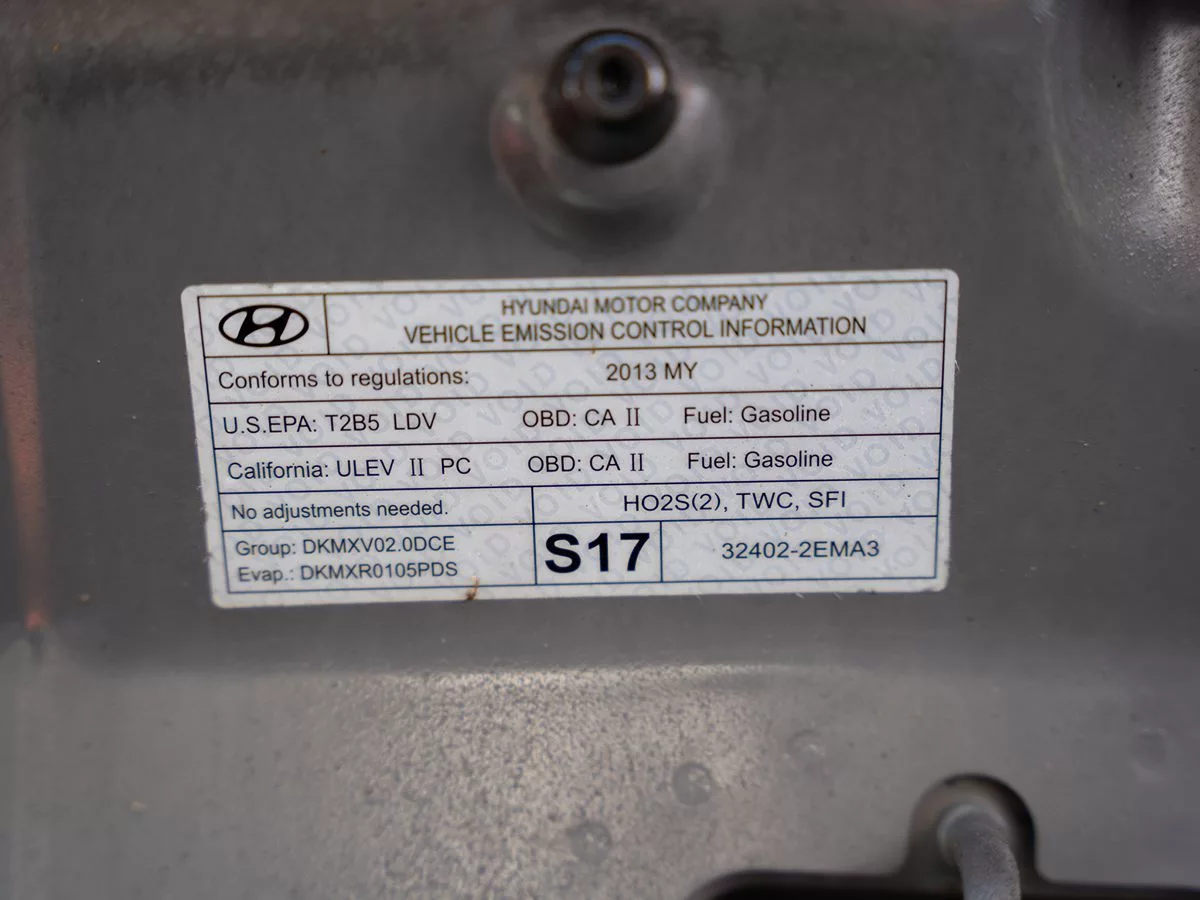 HYUNDAI MOTOR COMPANY
VEHICLE EMISSION CONTROL INFORMATION
Conforms to regulations: 2013 MY
U.S.EPA: T2B5 LDV OBD: CA II Fuel: Gasoline
California: ULEV II PC OBD: CA II Fuel: Gasoline
No adjustments needed. HO2S(2), TWC, SFI
Group: DKMXV02.0DCE
Evap.: DKMXR0105PDS
S17
32402-2EMA3